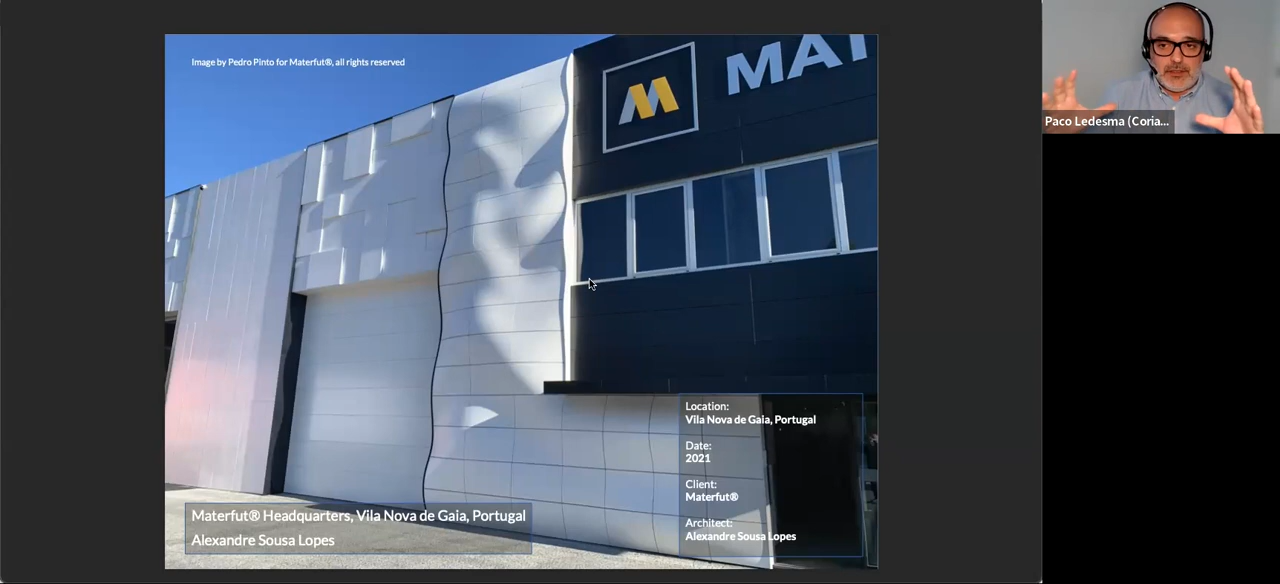 Image by Pedro Pinto for Materfut®, all rights reserved
M
MAT
Paco Ledesma (Coria...
Location:
Vila Nova de Gaia, Portugal
Date:
2021
Client:
Materfut®
Architect:
Alexandre Sousa Lopes
Materfut® Headquarters, Vila Nova de Gaia, Portugal
Alexandre Sousa Lopes